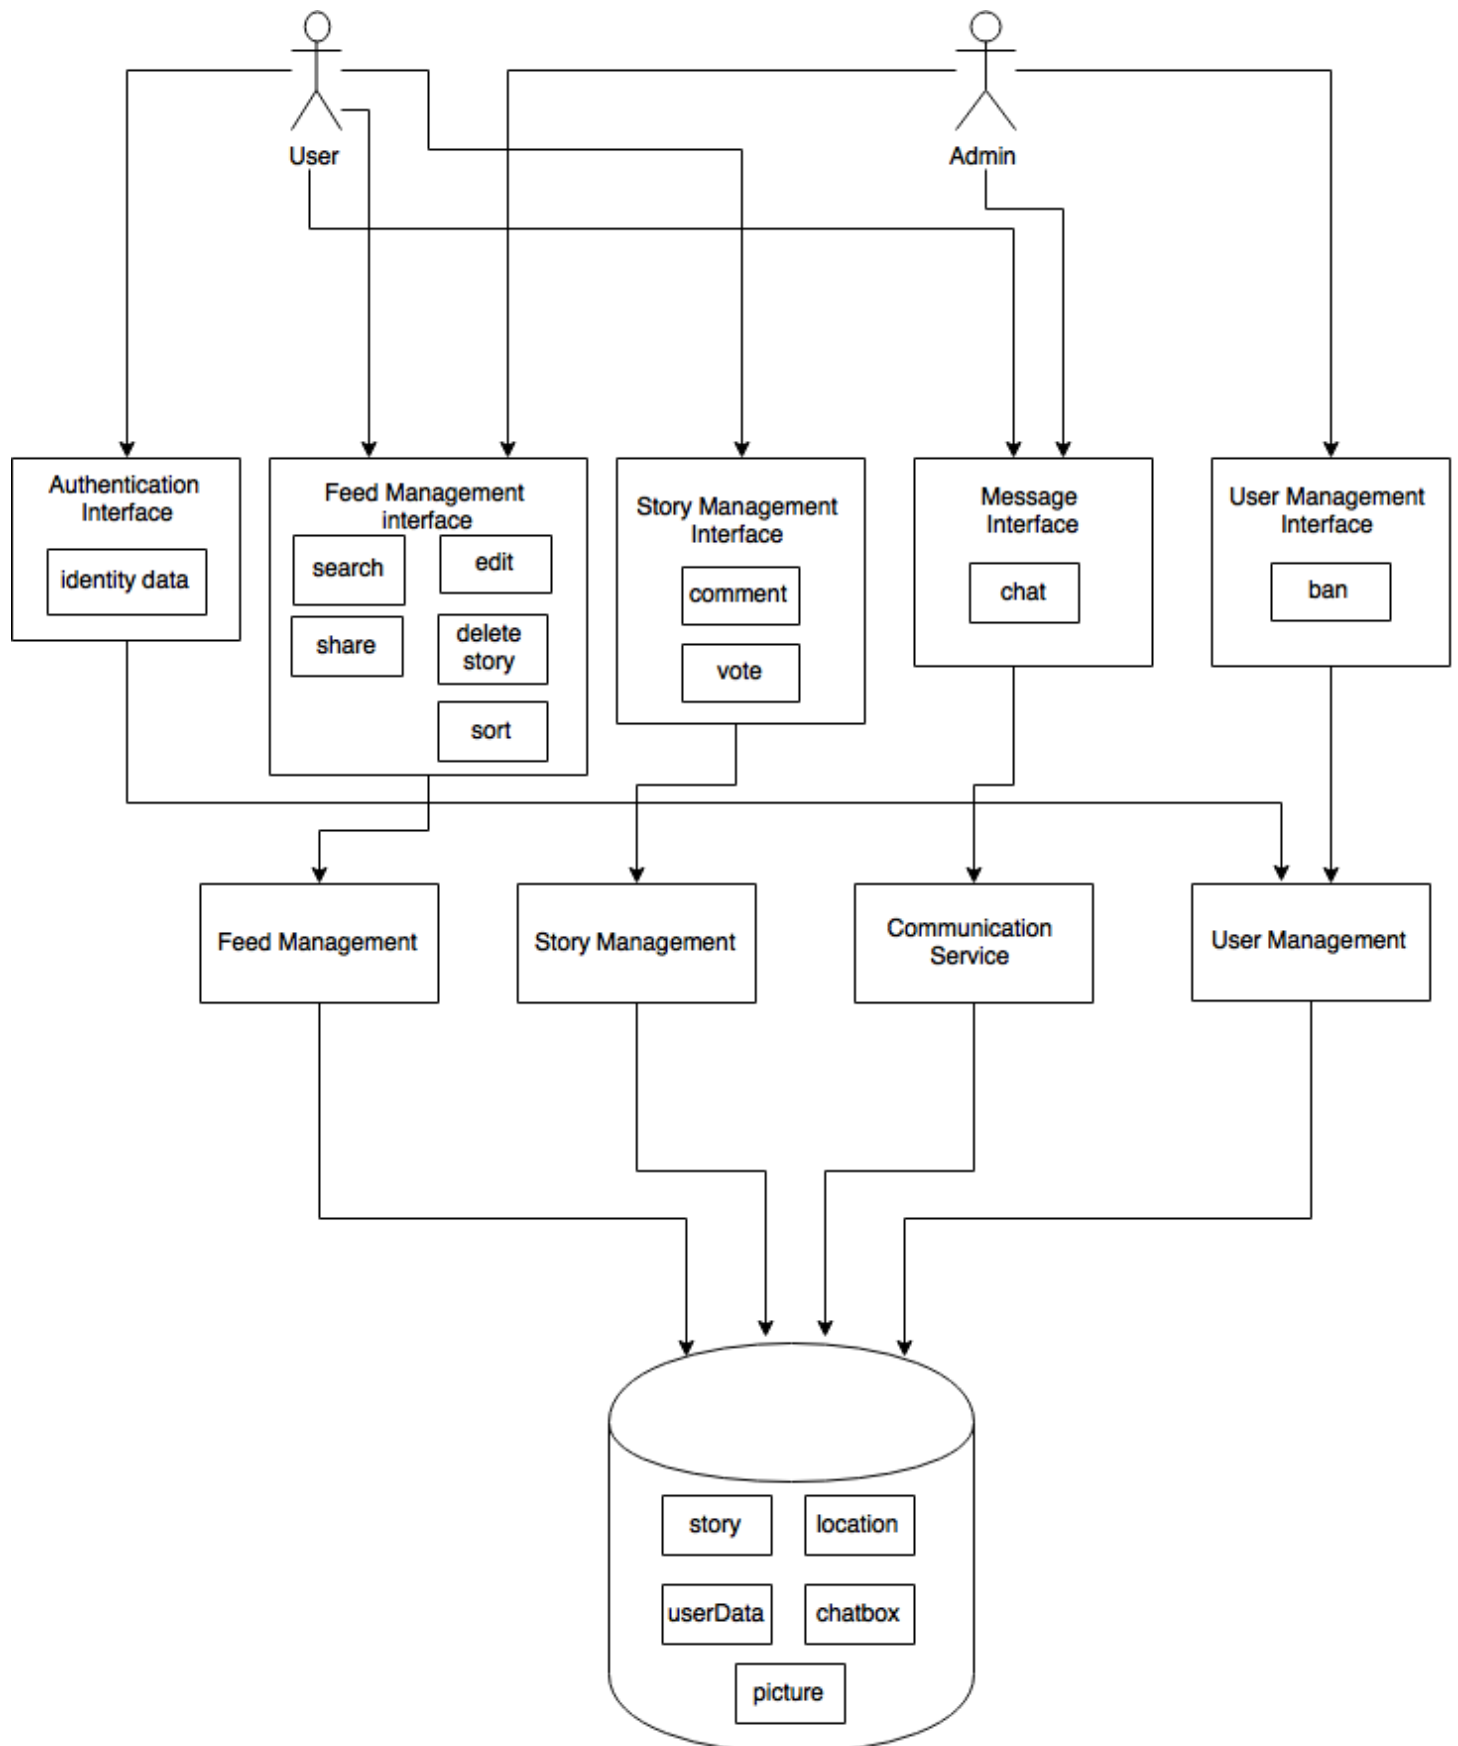 User
Admin
Authentication
Interface
identity data
Feed Management
interface
search
edit
share
delete
story
sort
Story Management
Interface
comment
vote
Message
Interface
chat
User Management
Interface
ban
Feed Management
Story Management
Communication
Service
User Management
story
location
userData
chatbox
picture